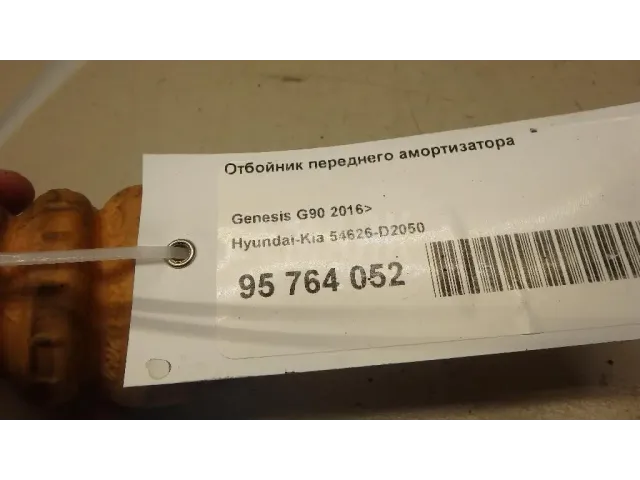 Отбойник переднего амортизатора
Genesis G90 2016>
Hyundai-Kia 54626-D2050
95 764 052